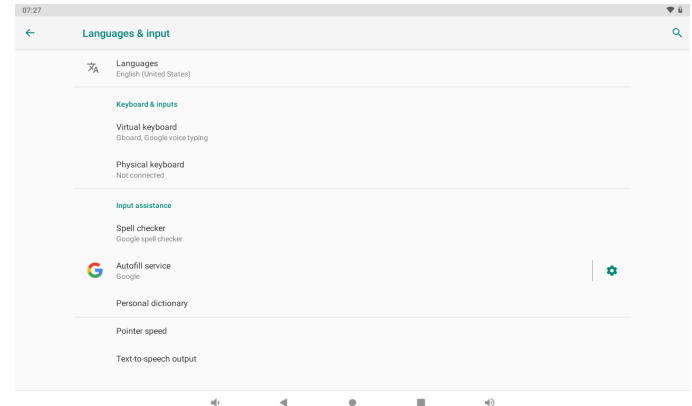 07:27
Languages & input
Languages
English (United States)
Keyboard & inputs
Virtual keyboard
Gboard, Google voice typing
Physical keyboard
Not connected
Input assistance
Spell checker
Google spell checker
Autofill service
Google
Personal dictionary
Pointer speed
Text-to-speech output